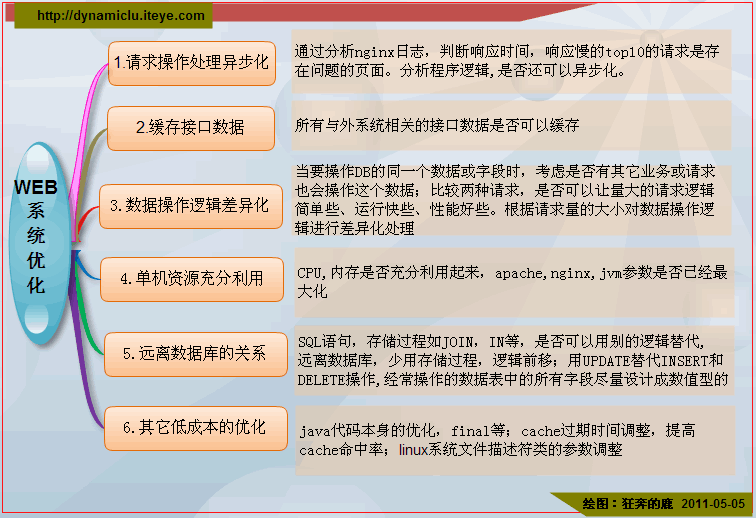 http://dynamiclu.iteye.com
WEB
系
统
优
化
1.请求操作处理异步化
通过分析nginx日志，判断响应时间，响应慢的top10的请求是存
在问题的页面。分析程序逻辑,是否还可以异步化。
2.缓存接口数据
所有与外系统相关的接口数据是否可以缓存
3.数据操作逻辑差异化
当要操作DB的同一个数据或字段时，考虑是否有其它业务或请求
也会操作这个数据；比较两种请求，是否可以让量大的请求逻辑
简单些、运行快些、性能好些。根据请求量的大小对数据操作逻
辑进行差异化处理
4.单机资源充分利用
CPU,内存是否充分利用起来，apache,nginx,jvm参数是否已经最
大化
5.远离数据库的关系
SQL语句，存储过程如JOIN，IN等，是否可以用别的逻辑替代,
远离数据库，少用存储过程，逻辑前移；用UPDATE替代INSERT和
DELETE操作,经常操作的数据表中的所有字段尽量设计成数值型的
6.其它低成本的优化
java代码本身的优化，final等；cache过期时间调整，提高
cache命中率；linux系统文件描述符类的参数调整
绘图：狂奔的鹿 2011-05-05